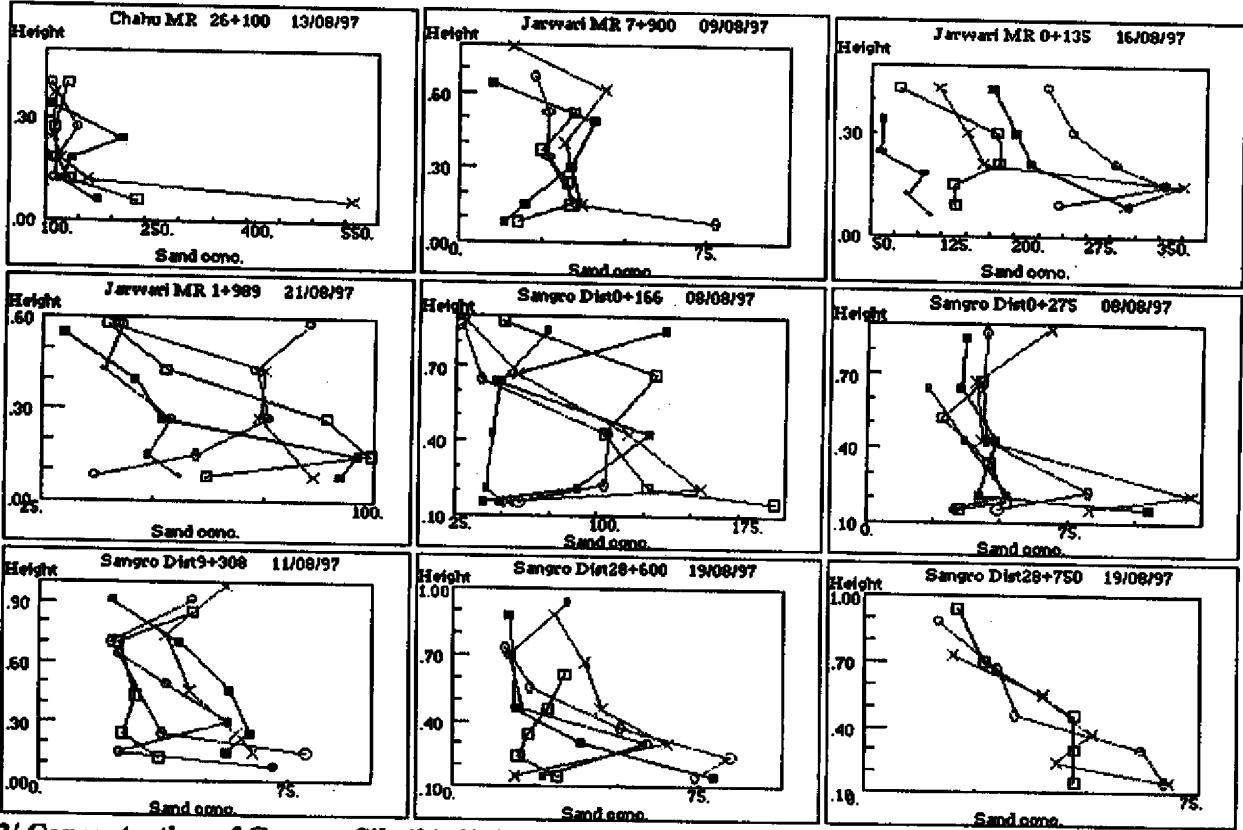 Chahu MR 26+100 13/08/97
Height
.30
.00
100. 250. 400. 550.
Sand conc.
Jarwari MR 7+900 09/08/97
Height
.60
.30
.00
0. 75.
Sand conc.
Jarwari MR 0+135 16/08/97
Height
.30
.00
50. 125. 200. 275. 350.
Sand conc.
Jarwari MR 1+989 21/08/97
Height
.60
.30
.00
25. 100.
Sand conc.
Sangro Dist0+166 08/08/97
Height
.70
.40
.10
25. 100. 175.
Sand conc.
Sangro Dist0+275 08/08/97
Height
.70
.40
.10
0. 75.
Sand conc.
Sangro Dist9+308 11/08/97
Height
.90
.60
.30
.00
0. 75.
Sand conc.
Sangro Dist28+600 19/08/97
Height
1.00
.70
.40
.10
0. 75.
Sand conc.
Sangro Dist28+750 19/08/97
Height
1.00
.70
.40
.10
0. 75.
Sand conc.